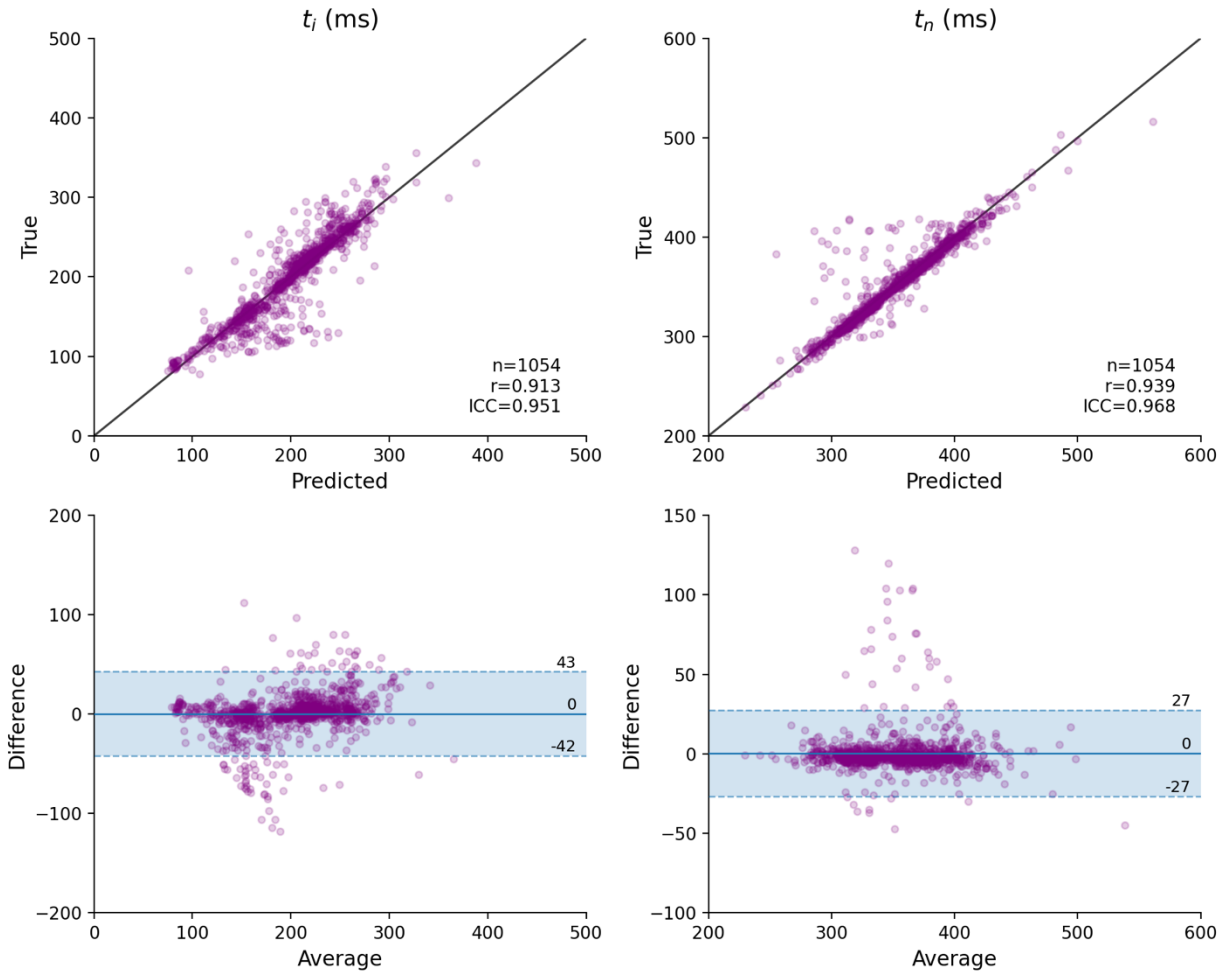 t_i (ms)
500
400
300
200
100
0
True
0 100 200 300 400 500
Predicted
n=1054
r=0.913
ICC=0.951
t_n (ms)
600
500
400
300
200
True
200 300 400 500 600
Predicted
n=1054
r=0.939
ICC=0.968
200
100
0
−100
−200
Difference
43
0
-42
0 100 200 300 400 500
Average
150
100
50
0
−50
−100
Difference
27
0
-27
200 300 400 500 600
Average